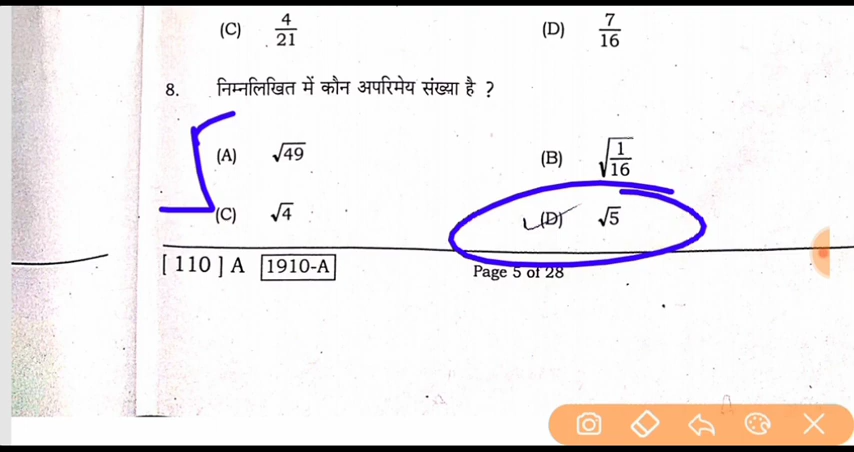 (C) 4/21 (D) 7/16
8. निम्नलिखित में कौन अपरिमेय संख्या है ?
(A) √49 (B) √(1/16)
(C) √4 (D) √5
[ 110 ] A 1910-A Page 5 of 28